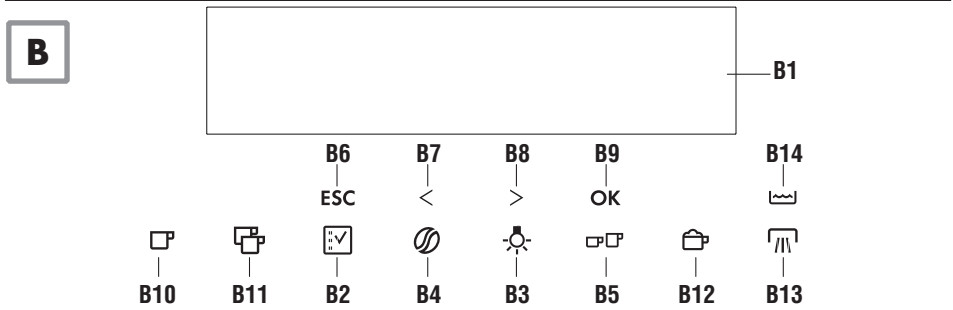 B
B1
B6 B7 B8 B9 B14
ESC < > OK
B10 B11 B2 B4 B3 B5 B12 B13